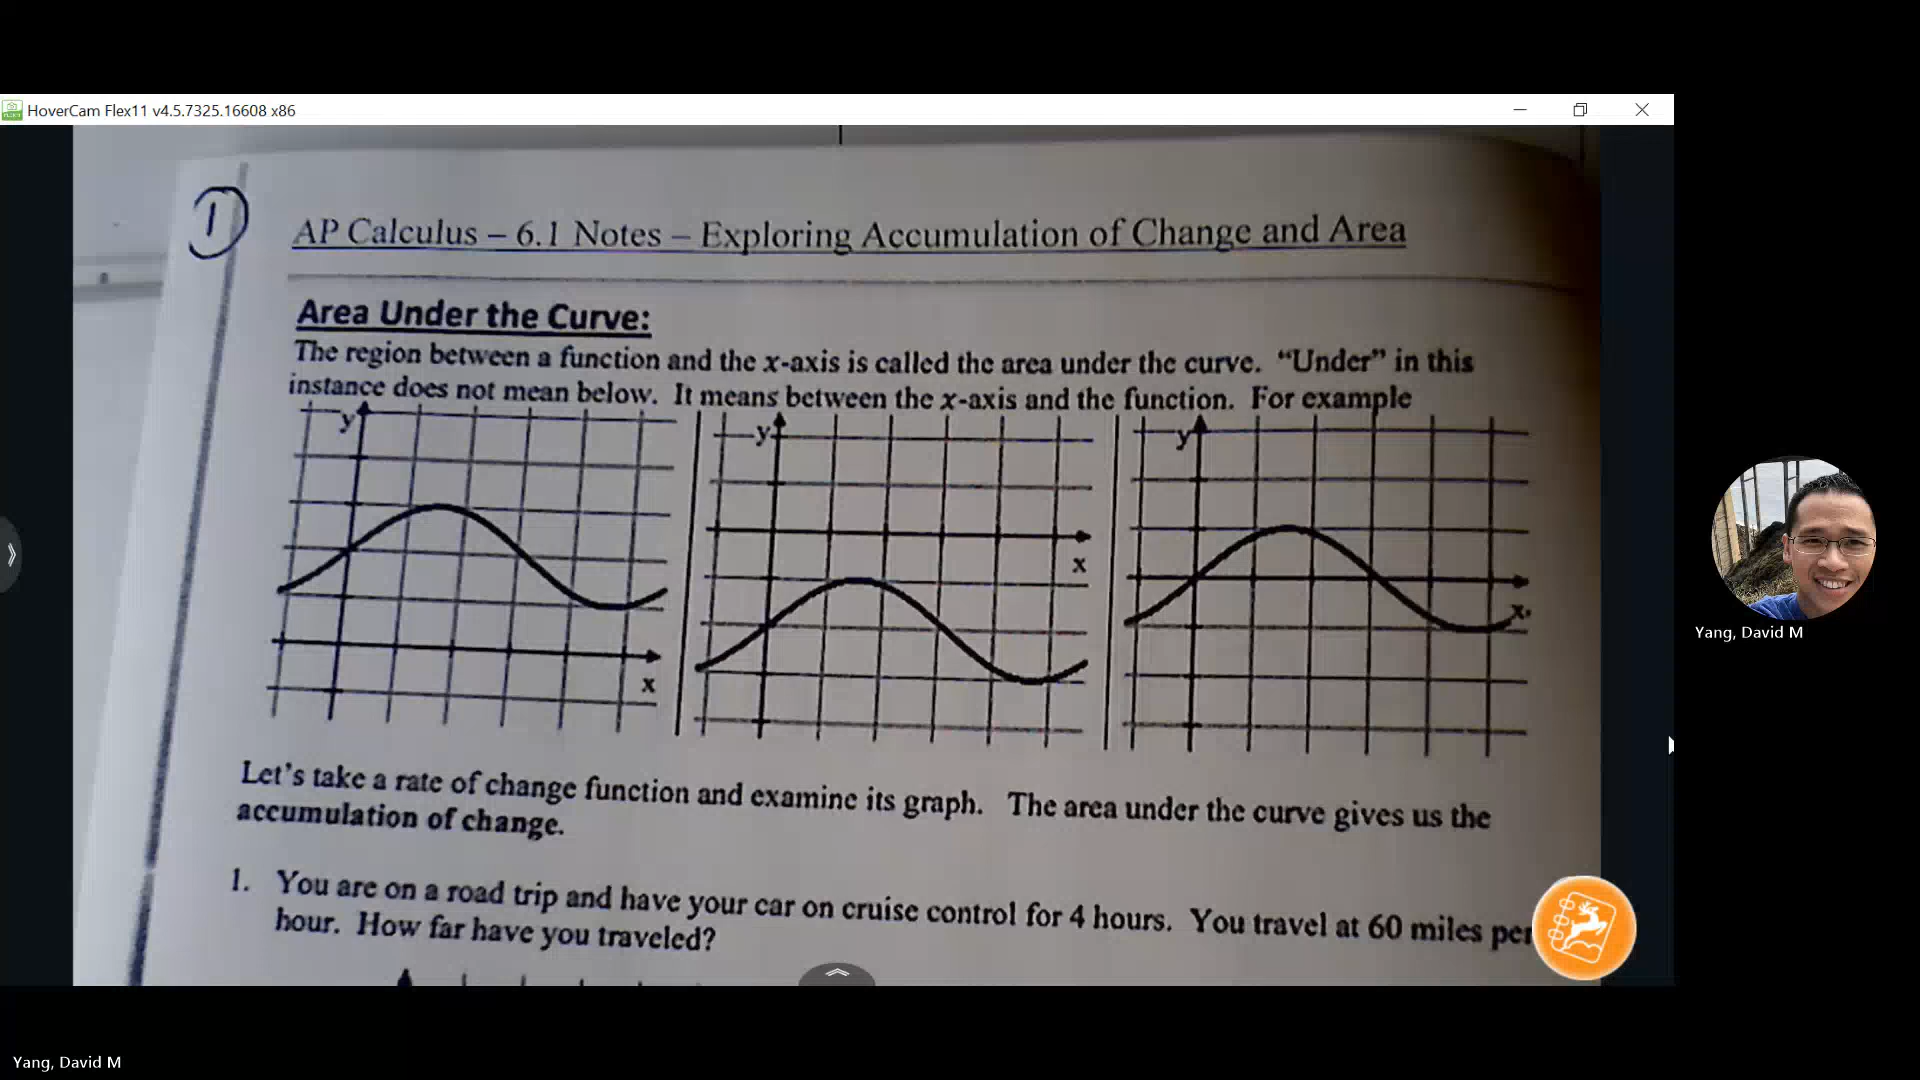 HoverCam Flex11 v4.5.7325.16608 x86
1
AP Calculus – 6.1 Notes – Exploring Accumulation of Change and Area
Area Under the Curve:
The region between a function and the x-axis is called the area under the curve. “Under” in this
instance does not mean below. It means between the x-axis and the function. For example
y
x
y
x
y
x
Let’s take a rate of change function and examine its graph. The area under the curve gives us the
accumulation of change.
1. You are on a road trip and have your car on cruise control for 4 hours. You travel at 60 miles per
hour. How far have you traveled?
Yang, David M
Yang, David M